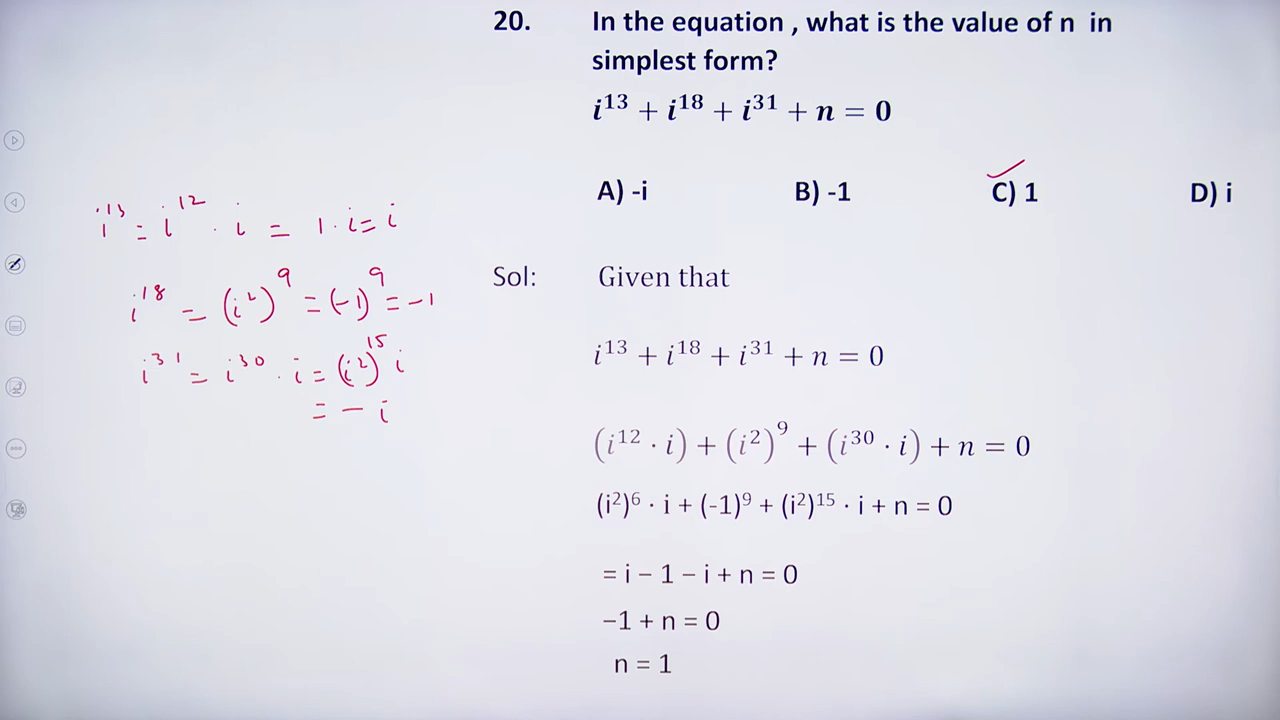 20. In the equation , what is the value of n in
simplest form?
i¹³ + i¹⁸ + i³¹ + n = 0
A) -i B) -1 C) 1 D) i
i¹³ = i¹² · i = 1 · i = i
i¹⁸ = (i²)⁹ = (-1)⁹ = -1
i³¹ = i³⁰ · i = (i²)¹⁵ i
= - i
Sol: Given that
i¹³ + i¹⁸ + i³¹ + n = 0
(i¹² · i) + (i²)⁹ + (i³⁰ · i) + n = 0
(i²)⁶ · i + (-1)⁹ + (i²)¹⁵ · i + n = 0
= i – 1 – i + n = 0
–1 + n = 0
n = 1